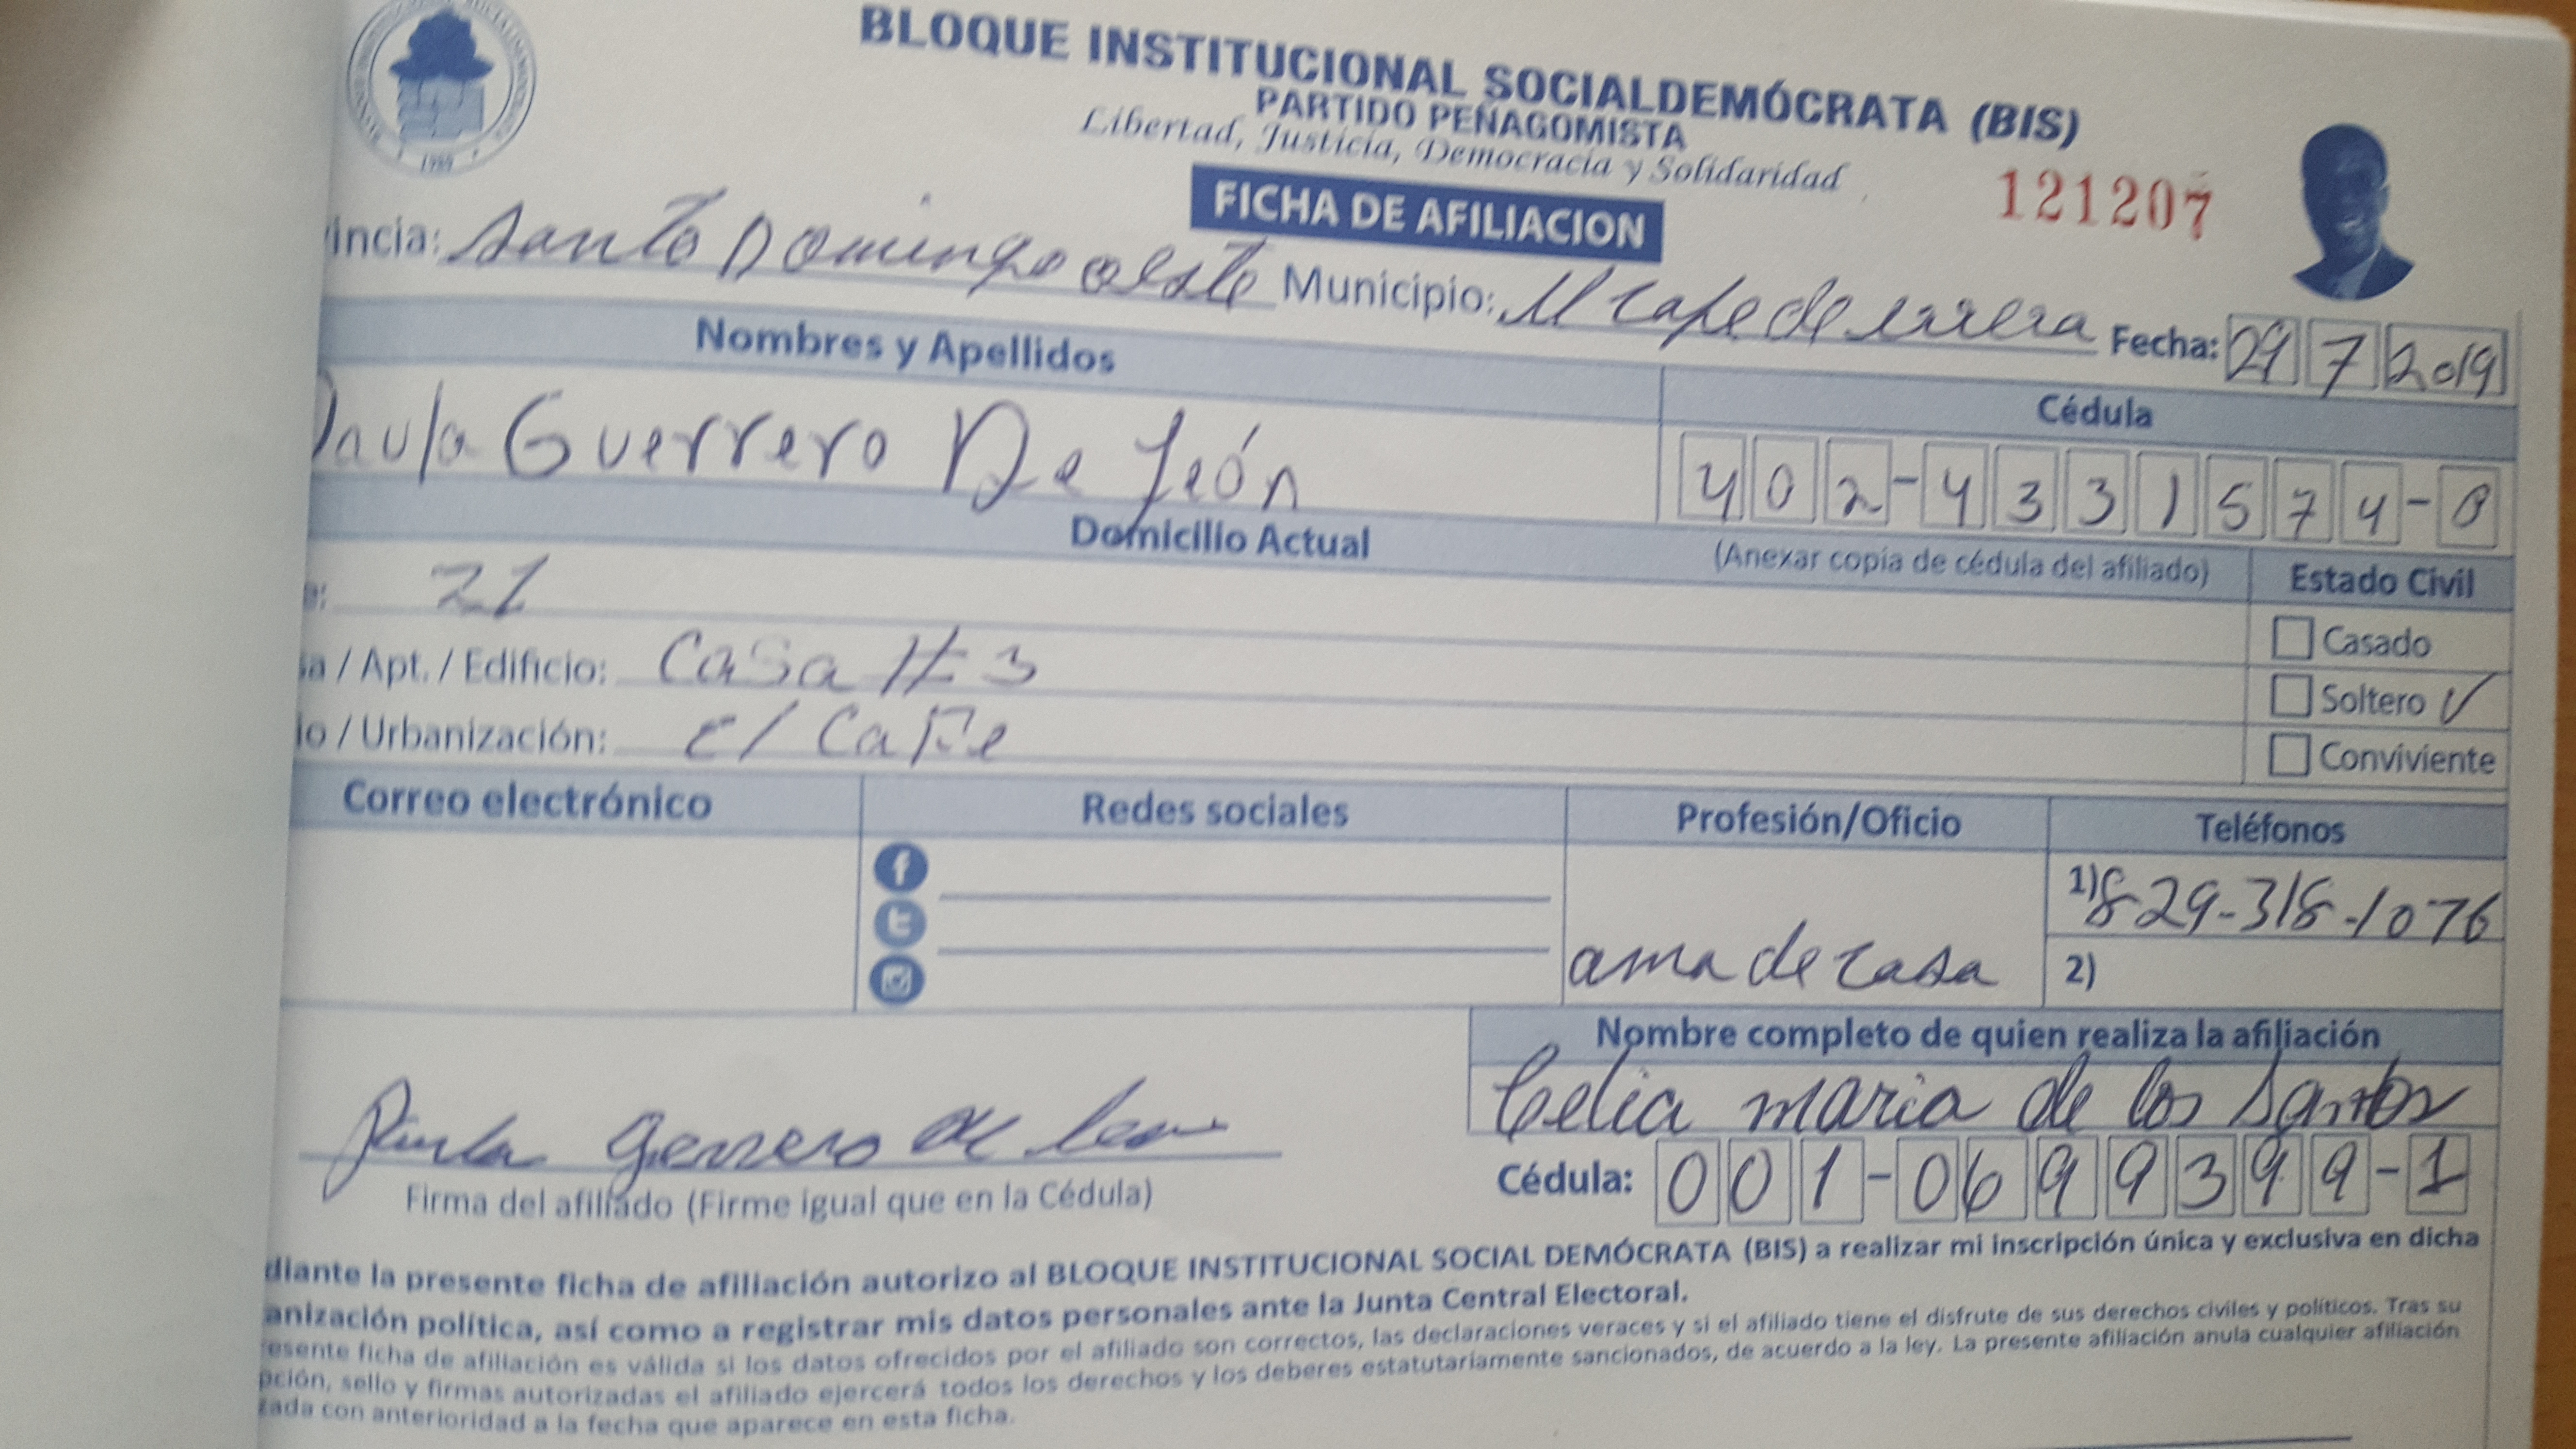 BLOQUE INSTITUCIONAL SOCIALDEMÓCRATA (BIS)
PARTIDO PEÑAGOMISTA
Libertad, Justicia, Democracia y Solidaridad
1989
121207
FICHA DE AFILIACION
incia: Santo Domingo oeste Municipio: El cafe de errera Fecha: 29 7 2019
Nombres y Apellidos
Cédula
Paula Guerrero De León
402-4331574-0
Domicilio Actual
(Anexar copia de cédula del afiliado)
Estado Civil
e: 21
Casado
a / Apt. / Edificio: Casa # 3
Soltero ✓
io / Urbanización: El Cafe
Conviviente
Correo electrónico Redes sociales Profesión/Oficio Teléfonos
1) 829-318-1076
ama de casa
2)
Nombre completo de quien realiza la afiliación
Celia maria de los Santos
Paula Gerrero de leon
Cédula: 001-0699399-1
Firma del afiliado (Firme igual que en la Cédula)
diante la presente ficha de afiliación autorizo al BLOQUE INSTITUCIONAL SOCIAL DEMÓCRATA (BIS) a realizar mi inscripción única y exclusiva en dicha
anización política, así como a registrar mis datos personales ante la Junta Central Electoral.
esente ficha de afiliación es válida si los datos ofrecidos por el afiliado son correctos, las declaraciones veraces y si el afiliado tiene el disfrute de sus derechos civiles y políticos. Tras su
pción, sello y firmas autorizadas el afiliado ejercerá todos los derechos y los deberes estatutariamente sancionados, de acuerdo a la ley. La presente afiliación anula cualquier afiliación
zada con anterioridad a la fecha que aparece en esta ficha.